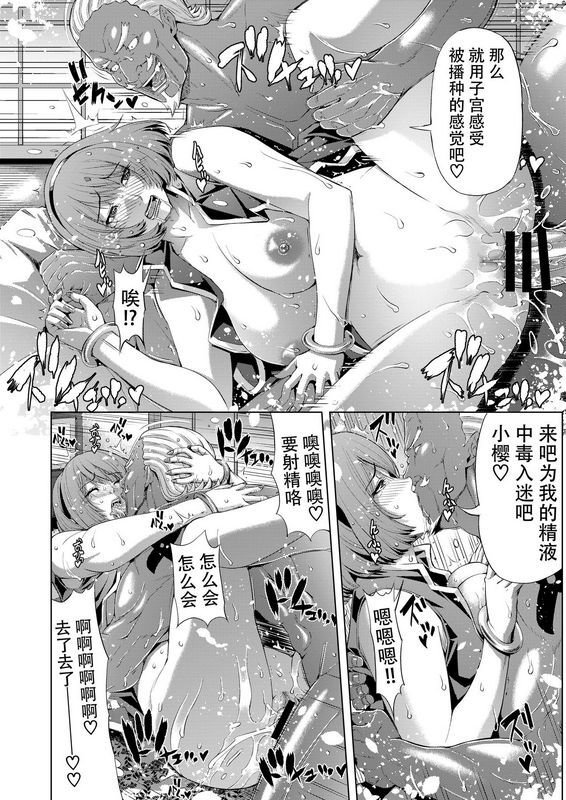 那么
就用子宫感受
被播种的感觉吧♡
唉!?
来吧为我的精液
中毒入迷吧
小樱♡
嗯嗯嗯!!
噢噢噢噢♡
要射精咯
怎么会
怎么会
啊啊啊啊啊啊♡
去了去了——♡♡